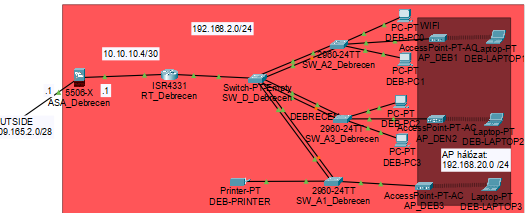 192.168.2.0/24
10.10.10.4/30
.1
.1
5506-X
ASA_Debrecen
ISR4331
RT_Debrecen
Switch-PT-Empty
SW_D_Debrecen
OUTSIDE
09.165.2.0/28
2960-24TT
SW_A2_Debrecen
PC-PT
DEB-PC0
PC-PT
DEB-PC1
WIFI
AccessPoint-PT-AC
AP_DEB1
Laptop-PT
DEB-LAPTOP1
DEBRECEN
2960-24TT
SW_A3_Debrecen
PC-PT
DEB-PC2
PC-PT
DEB-PC3
AccessPoint-PT-AC
AP_DEN2
Laptop-PT
DEB-LAPTOP2
AP hálózat:
192.168.20.0 /24
Printer-PT
DEB-PRINTER
2960-24TT
SW_A1_Debrecen
AccessPoint-PT-AC
AP_DEB3
Laptop-PT
DEB-LAPTOP3